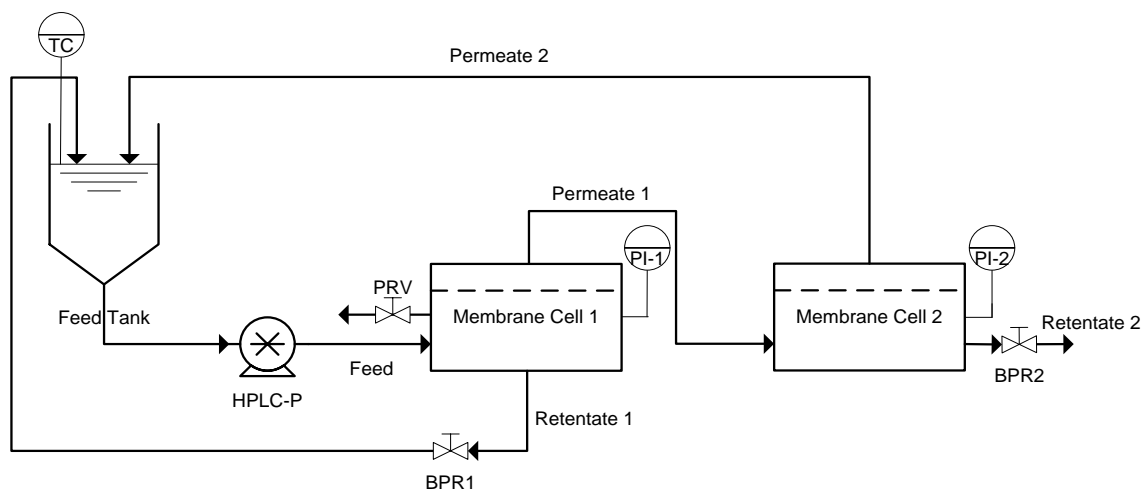 TC
Permeate 2
Permeate 1
PI-1
PI-2
PRV
Feed Tank
Membrane Cell 1
Membrane Cell 2
Retentate 2
Feed
BPR2
HPLC-P
Retentate 1
BPR1